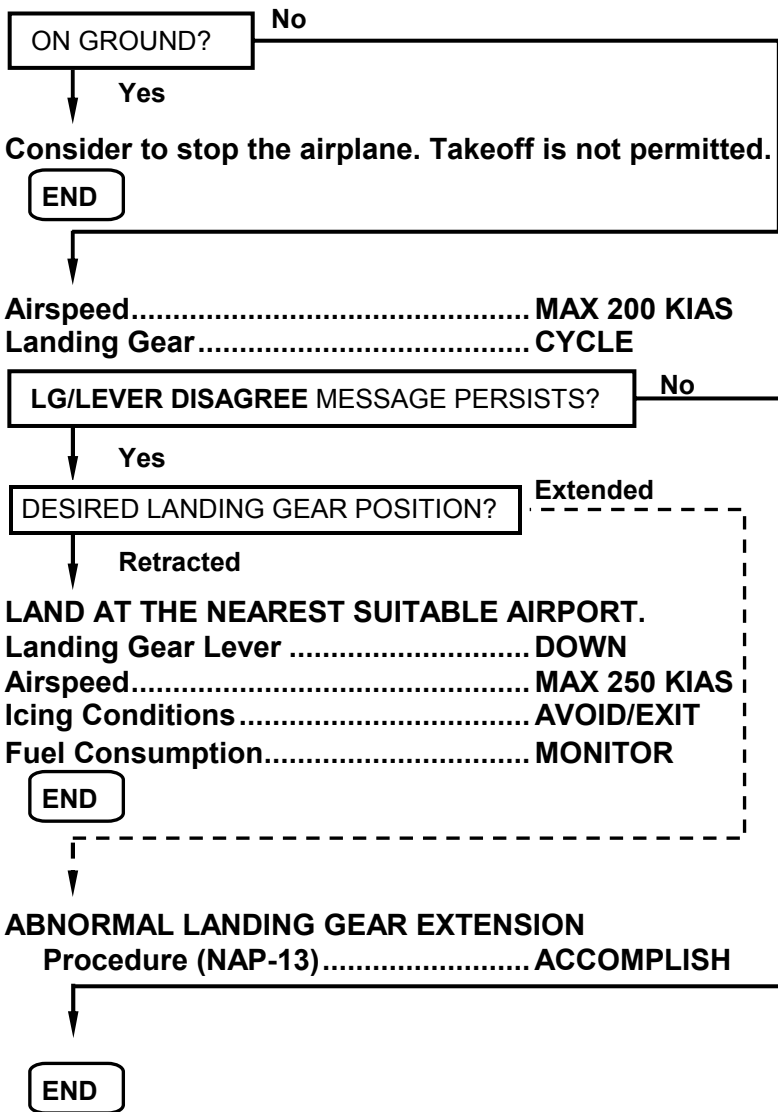 No
ON GROUND?
Yes
Consider to stop the airplane. Takeoff is not permitted.
END
Airspeed................................................ MAX 200 KIAS
Landing Gear........................................ CYCLE
LG/LEVER DISAGREE MESSAGE PERSISTS? No
Yes
DESIRED LANDING GEAR POSITION? Extended
Retracted
LAND AT THE NEAREST SUITABLE AIRPORT.
Landing Gear Lever ............................. DOWN
Airspeed................................................ MAX 250 KIAS
Icing Conditions................................... AVOID/EXIT
Fuel Consumption................................ MONITOR
END
ABNORMAL LANDING GEAR EXTENSION
Procedure (NAP-13)......................... ACCOMPLISH
END